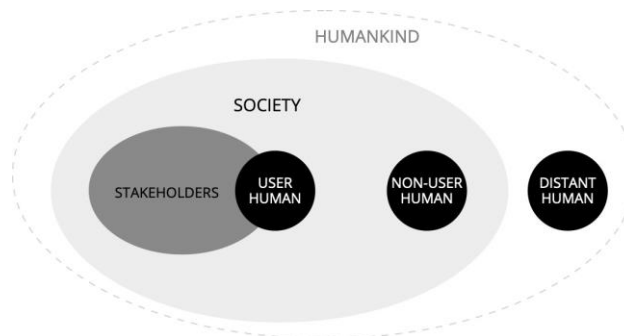 HUMANKIND
SOCIETY
STAKEHOLDERS
USER
HUMAN
NON-USER
HUMAN
DISTANT
HUMAN